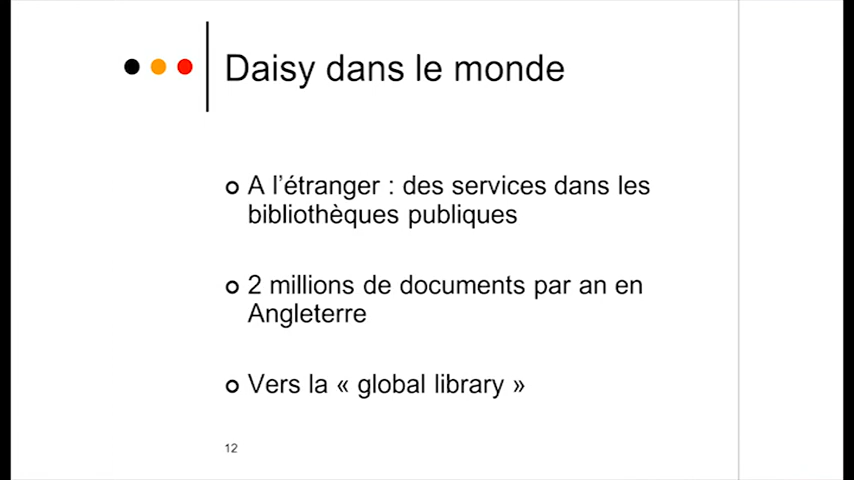 Daisy dans le monde
A l'étranger : des services dans les
bibliothèques publiques
2 millions de documents par an en
Angleterre
Vers la « global library »
12